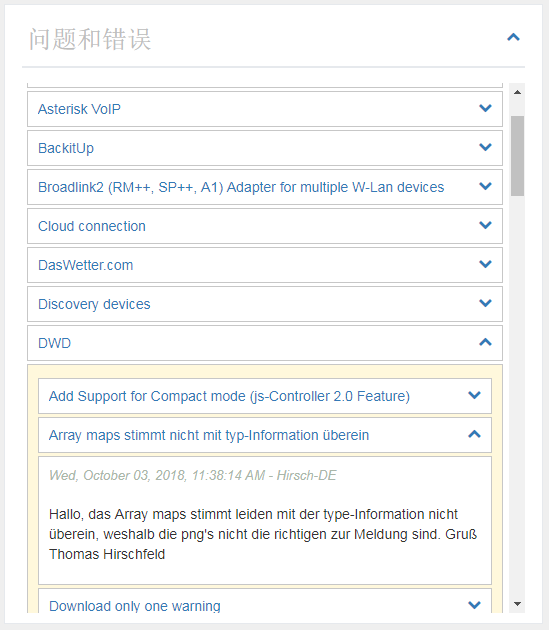 问题和错误
Asterisk VoIP
BackitUp
Broadlink2 (RM++, SP++, A1) Adapter for multiple W-Lan devices
Cloud connection
DasWetter.com
Discovery devices
DWD
Add Support for Compact mode (js-Controller 2.0 Feature)
Array maps stimmt nicht mit typ-Information überein
Wed, October 03, 2018, 11:38:14 AM - Hirsch-DE
Hallo, das Array maps stimmt leiden mit der type-Information nicht
überein, weshalb die png's nicht die richtigen zur Meldung sind. Gruß
Thomas Hirschfeld
Download only one warning